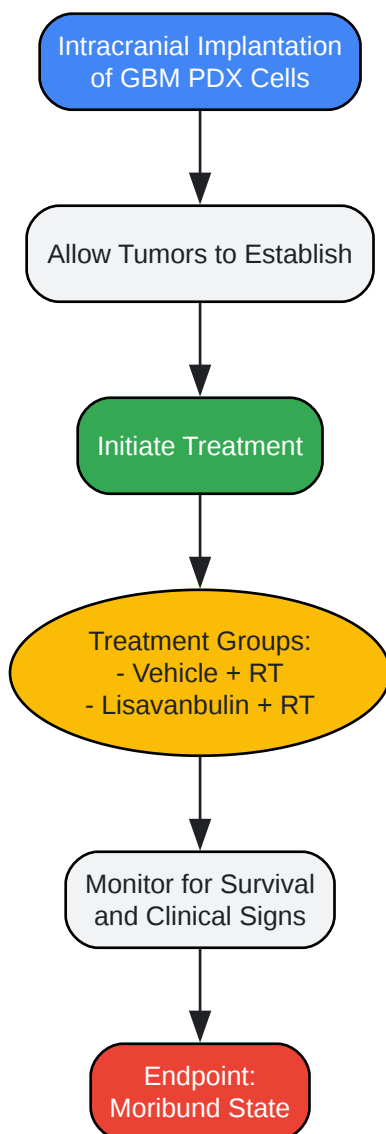 Intracranial Implantation
of GBM PDX Cells
Allow Tumors to Establish
Initiate Treatment
Treatment Groups:
- Vehicle + RT
- Lisavanbulin + RT
Monitor for Survival
and Clinical Signs
Endpoint:
Moribund State